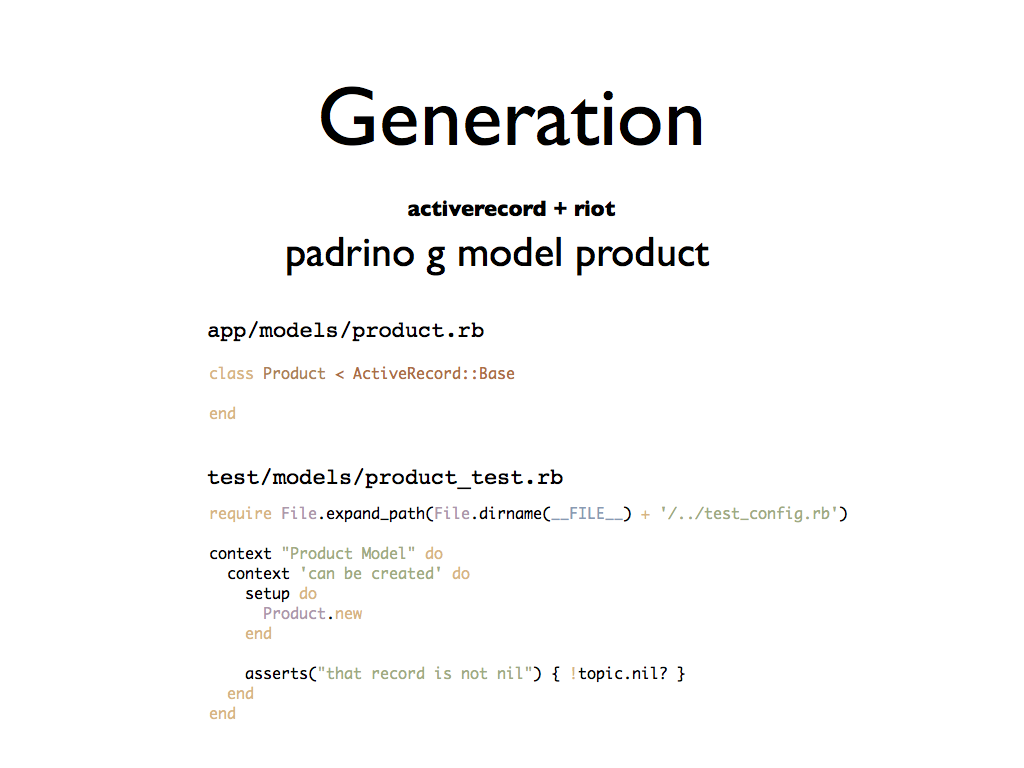 Generation
activerecord + riot
padrino g model product
app/models/product.rb
class Product < ActiveRecord::Base
end
test/models/product_test.rb
require File.expand_path(File.dirname(__FILE__) + '/../test_config.rb')
context "Product Model" do
  context 'can be created' do
    setup do
      Product.new
    end
    asserts("that record is not nil") { !topic.nil? }
  end
end